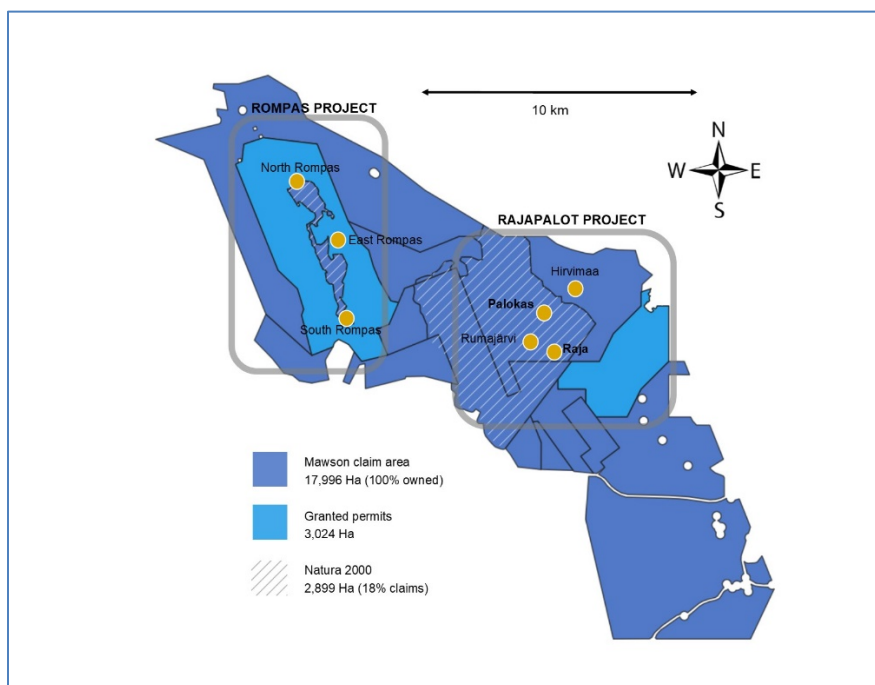 ROMPAS PROJECT
10 km
N
W
E
S
North Rompas
East Rompas
South Rompas
RAJAPALOT PROJECT
Hirvimaa
Palokas
Rumajärvi
Raja
Mawson claim area
17,996 Ha (100% owned)
Granted permits
3,024 Ha
Natura 2000
2,899 Ha (18% claims)